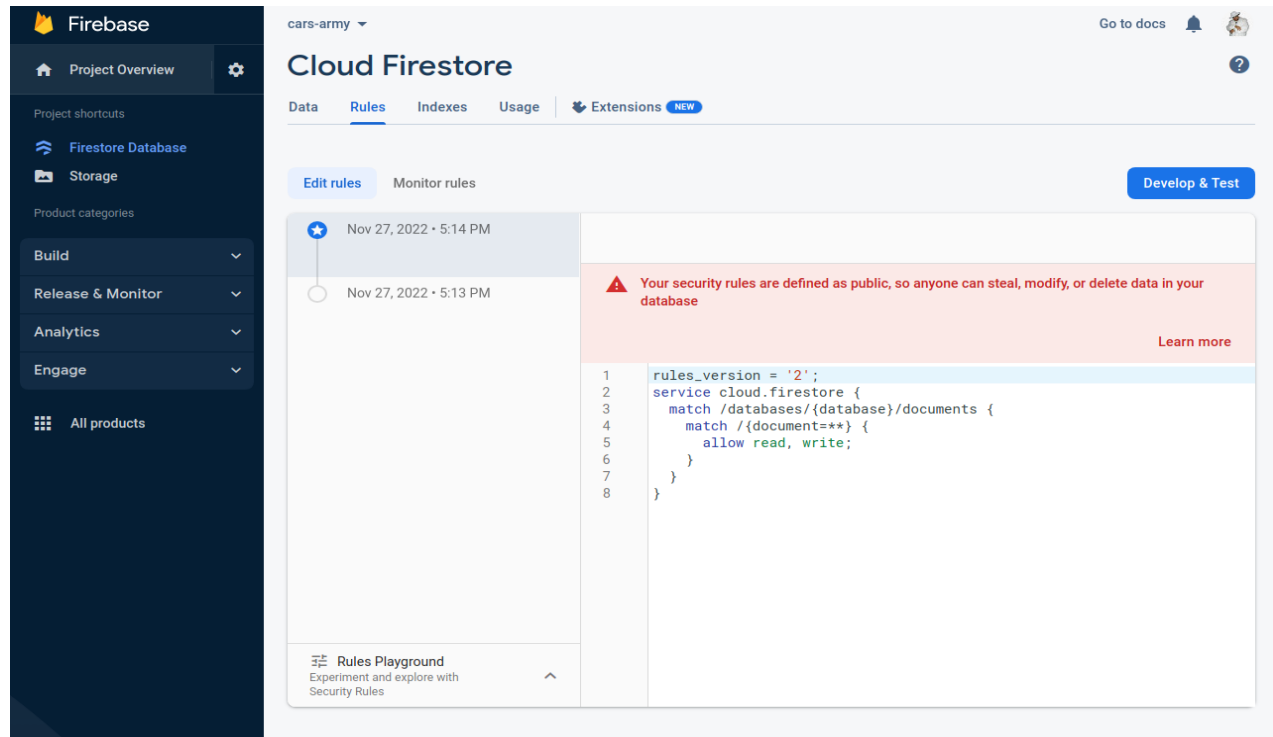 Firebase
Project Overview
Project shortcuts
Firestore Database
Storage
Product categories
Build
Release & Monitor
Analytics
Engage
All products
cars-army
Go to docs
Cloud Firestore
Data Rules Indexes Usage Extensions NEW
Edit rules Monitor rules
Develop & Test
Nov 27, 2022 • 5:14 PM
Nov 27, 2022 • 5:13 PM
Rules Playground
Experiment and explore with
Security Rules
Your security rules are defined as public, so anyone can steal, modify, or delete data in your
database
Learn more
1 rules_version = '2';
2 service cloud.firestore {
3   match /databases/{database}/documents {
4     match /{document=**} {
5       allow read, write;
6     }
7   }
8 }